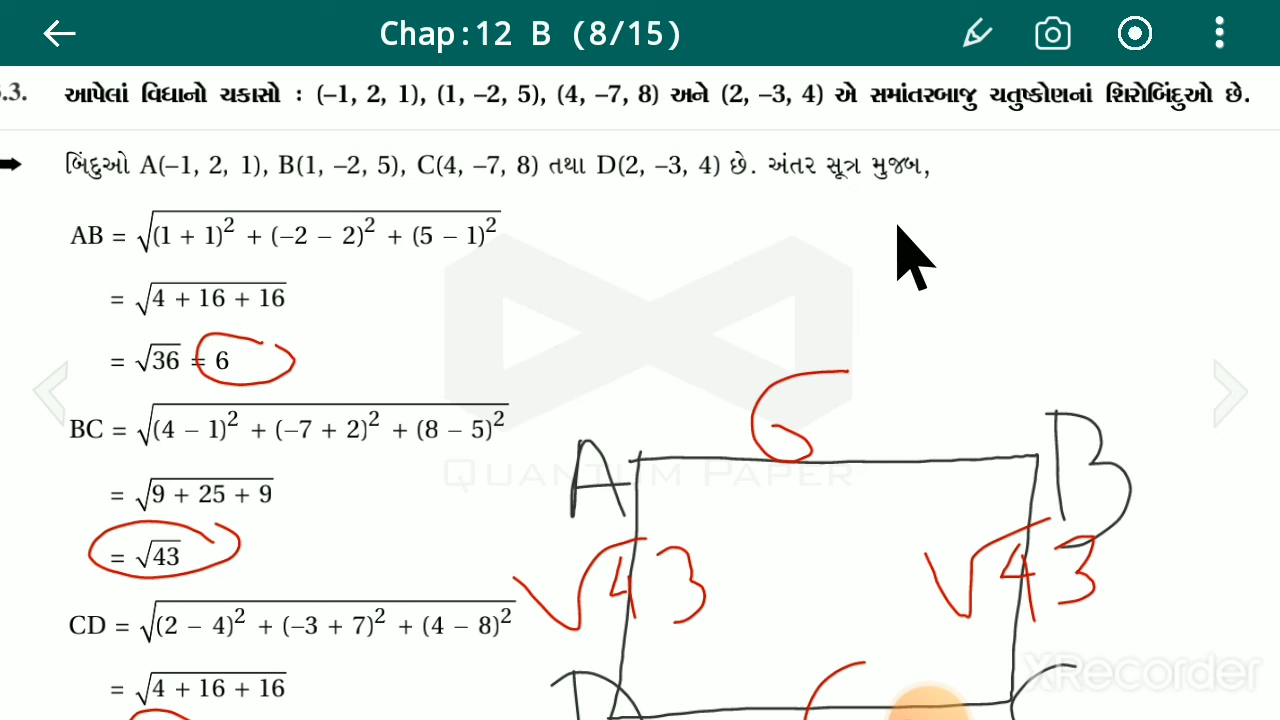 Chap:12 B (8/15)
.3. આપેલાં વિધાનો ચકાસો : (–1, 2, 1), (1, –2, 5), (4, –7, 8) અને (2, –3, 4) એ સમાંતરબાજુ ચતુષ્કોણનાં શિરોબિંદુઓ છે.
➡ બિંદુઓ A(–1, 2, 1), B(1, –2, 5), C(4, –7, 8) તથા D(2, –3, 4) છે. અંતર સૂત્ર મુજબ,
AB = √(1 + 1)² + (–2 – 2)² + (5 – 1)²
= √4 + 16 + 16
= √36 = 6
BC = √(4 – 1)² + (–7 + 2)² + (8 – 5)²
= √9 + 25 + 9
= √43
CD = √(2 – 4)² + (–3 + 7)² + (4 – 8)²
= √4 + 16 + 16
6
A B
√43 √43
QUANTUM PAPER
XRecorder